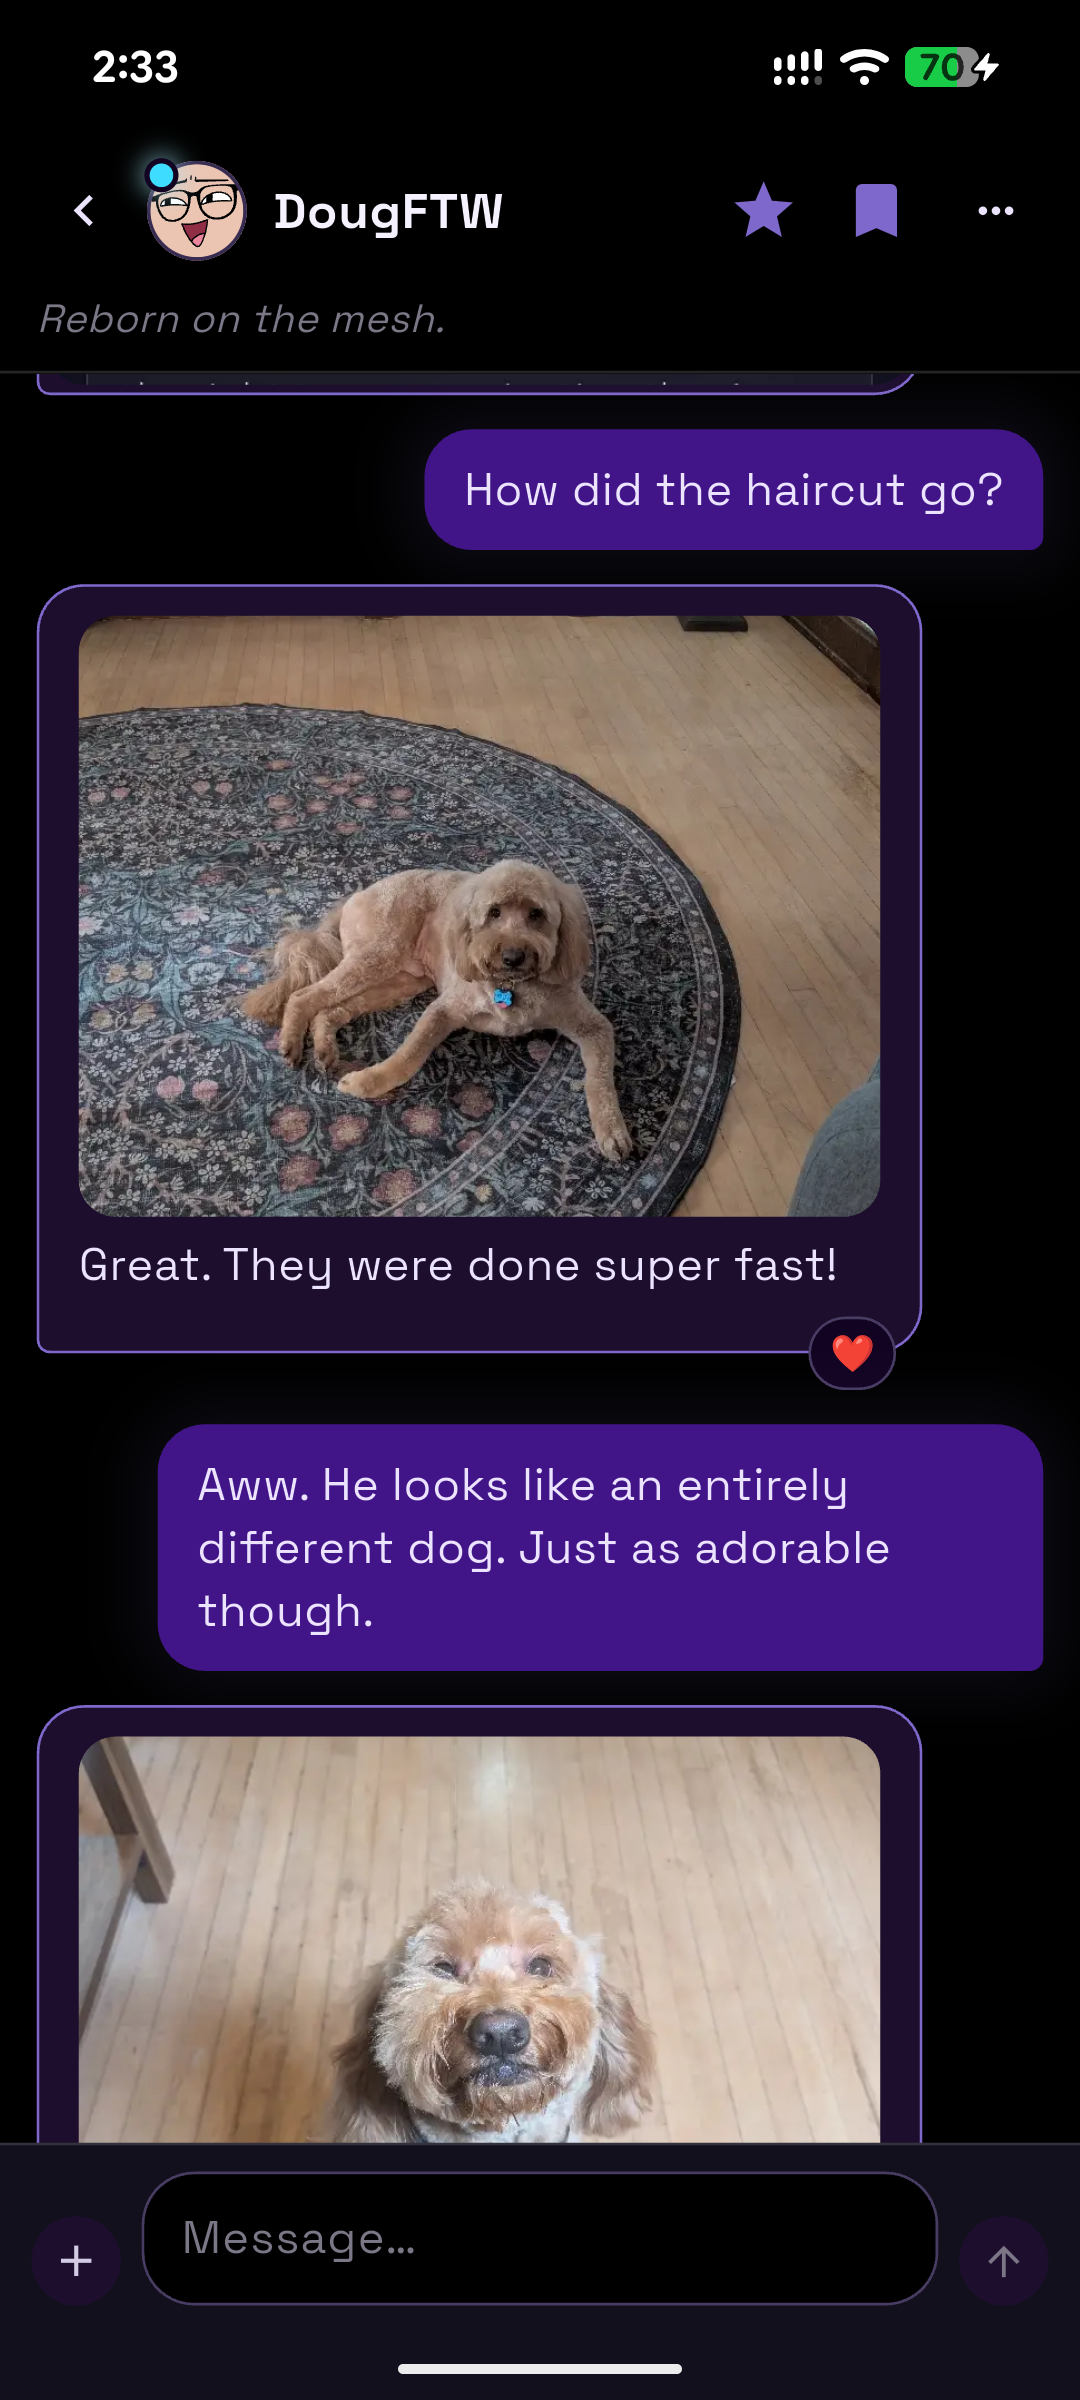 2:33
70
DougFTW
Reborn on the mesh.
How did the haircut go?
Great. They were done super fast!
Aww. He looks like an entirely
different dog. Just as adorable
though.
Message...